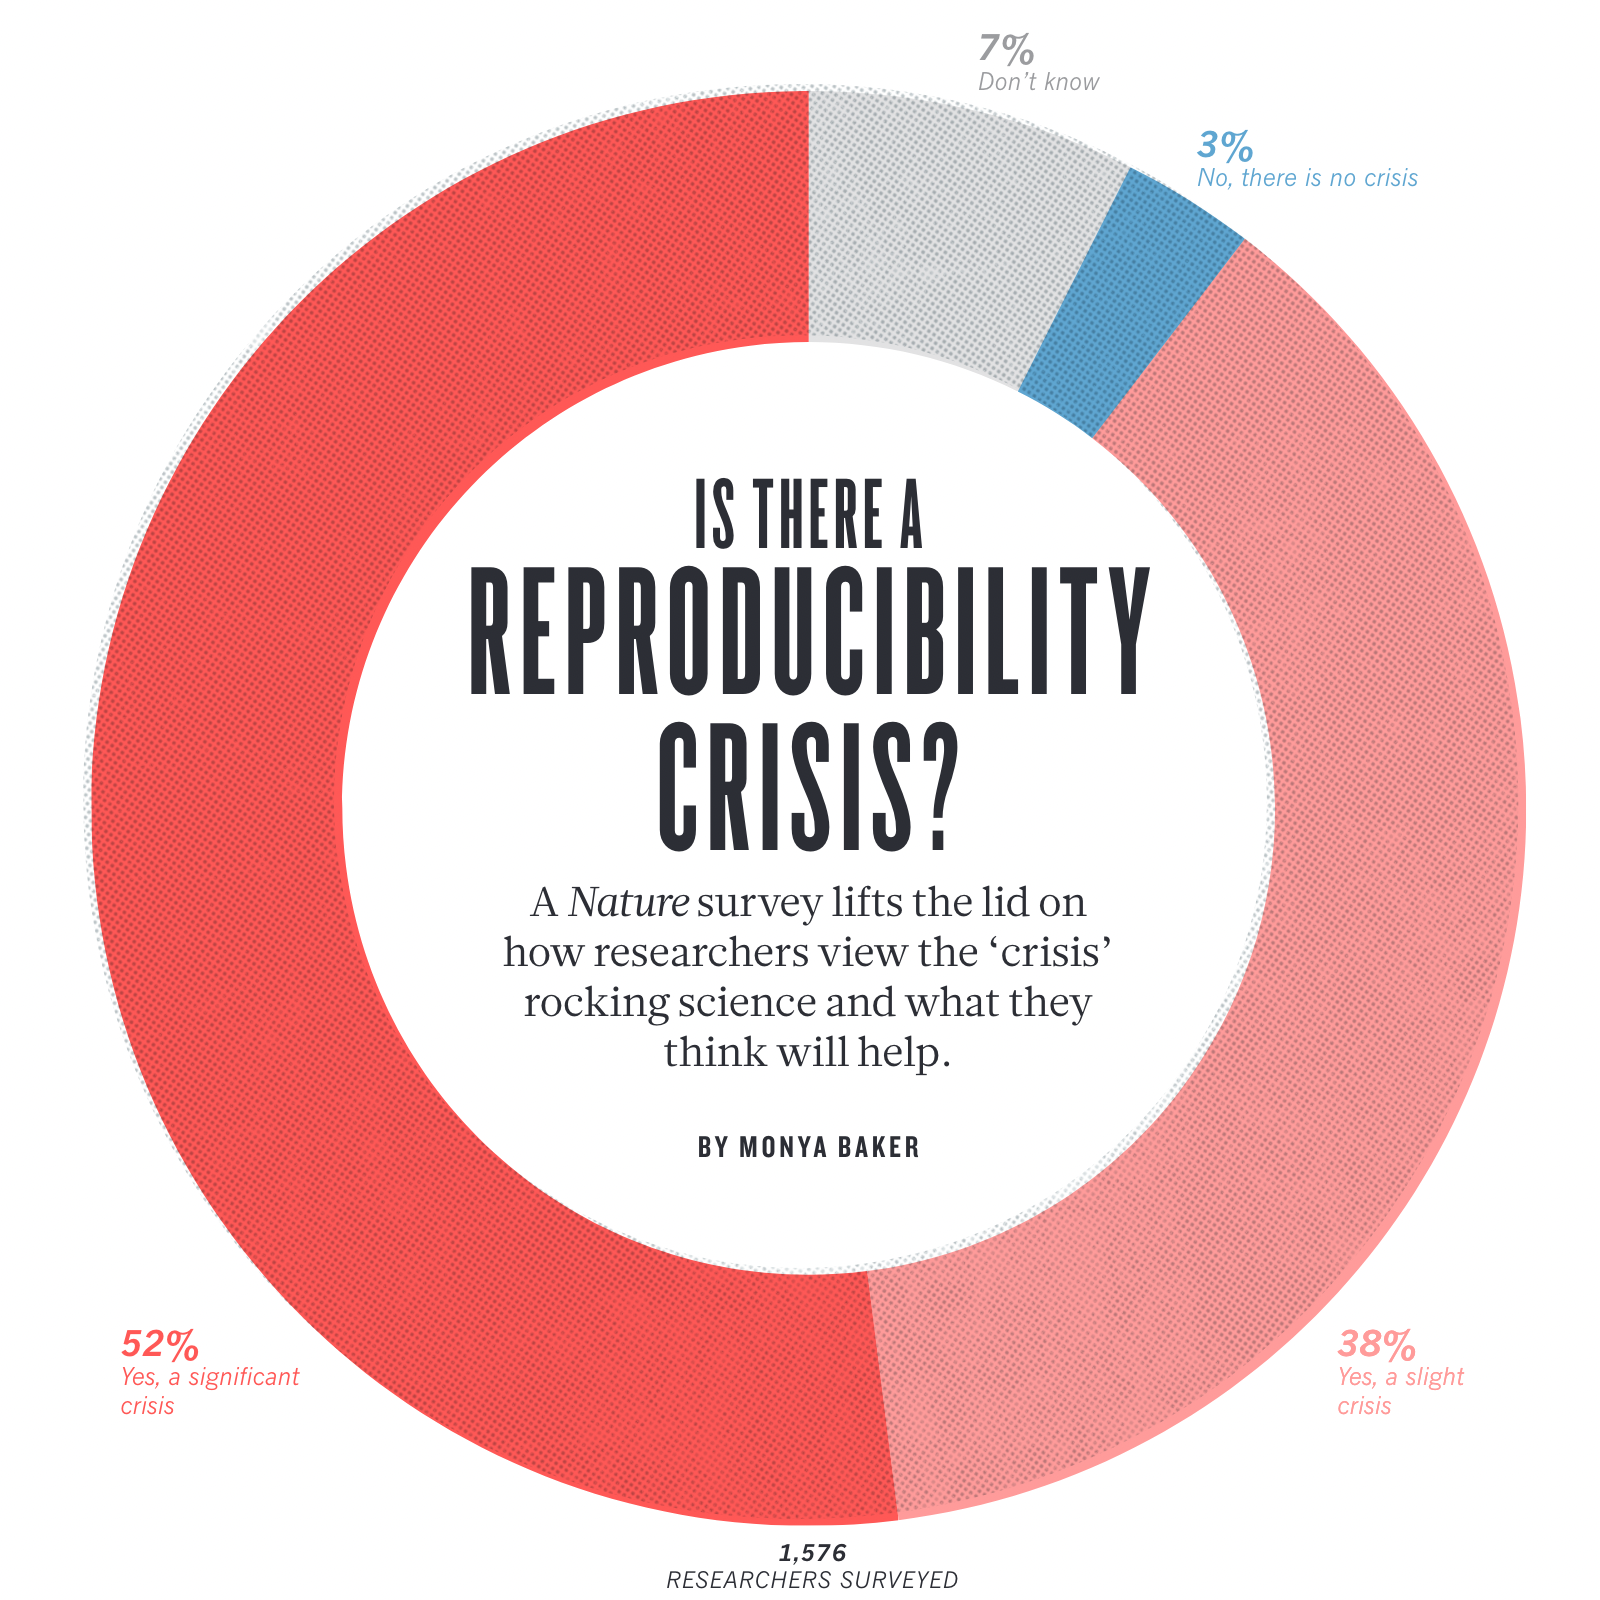 7%
Don’t know
3%
No, there is no crisis
IS THERE A
REPRODUCIBILITY
CRISIS?
A Nature survey lifts the lid on
how researchers view the ‘crisis’
rocking science and what they
think will help.
BY MONYA BAKER
52%
Yes, a significant
crisis
38%
Yes, a slight
crisis
1,576
RESEARCHERS SURVEYED